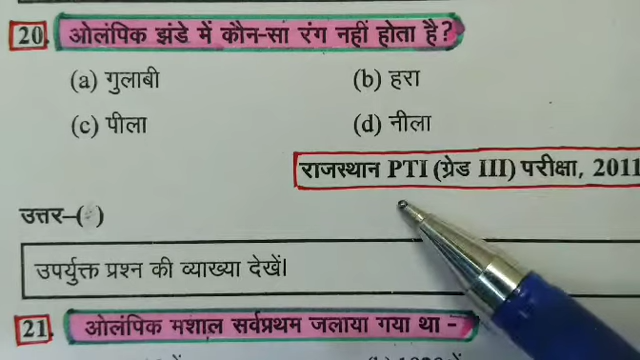 20. ओलंपिक झंडे में कौन-सा रंग नहीं होता है?
(a) गुलाबी (b) हरा
(c) पीला (d) नीला
राजस्थान PTI (ग्रेड III) परीक्षा, 2011
उत्तर–( )
उपर्युक्त प्रश्न की व्याख्या देखें।
21. ओलंपिक मशाल सर्वप्रथम जलाया गया था -